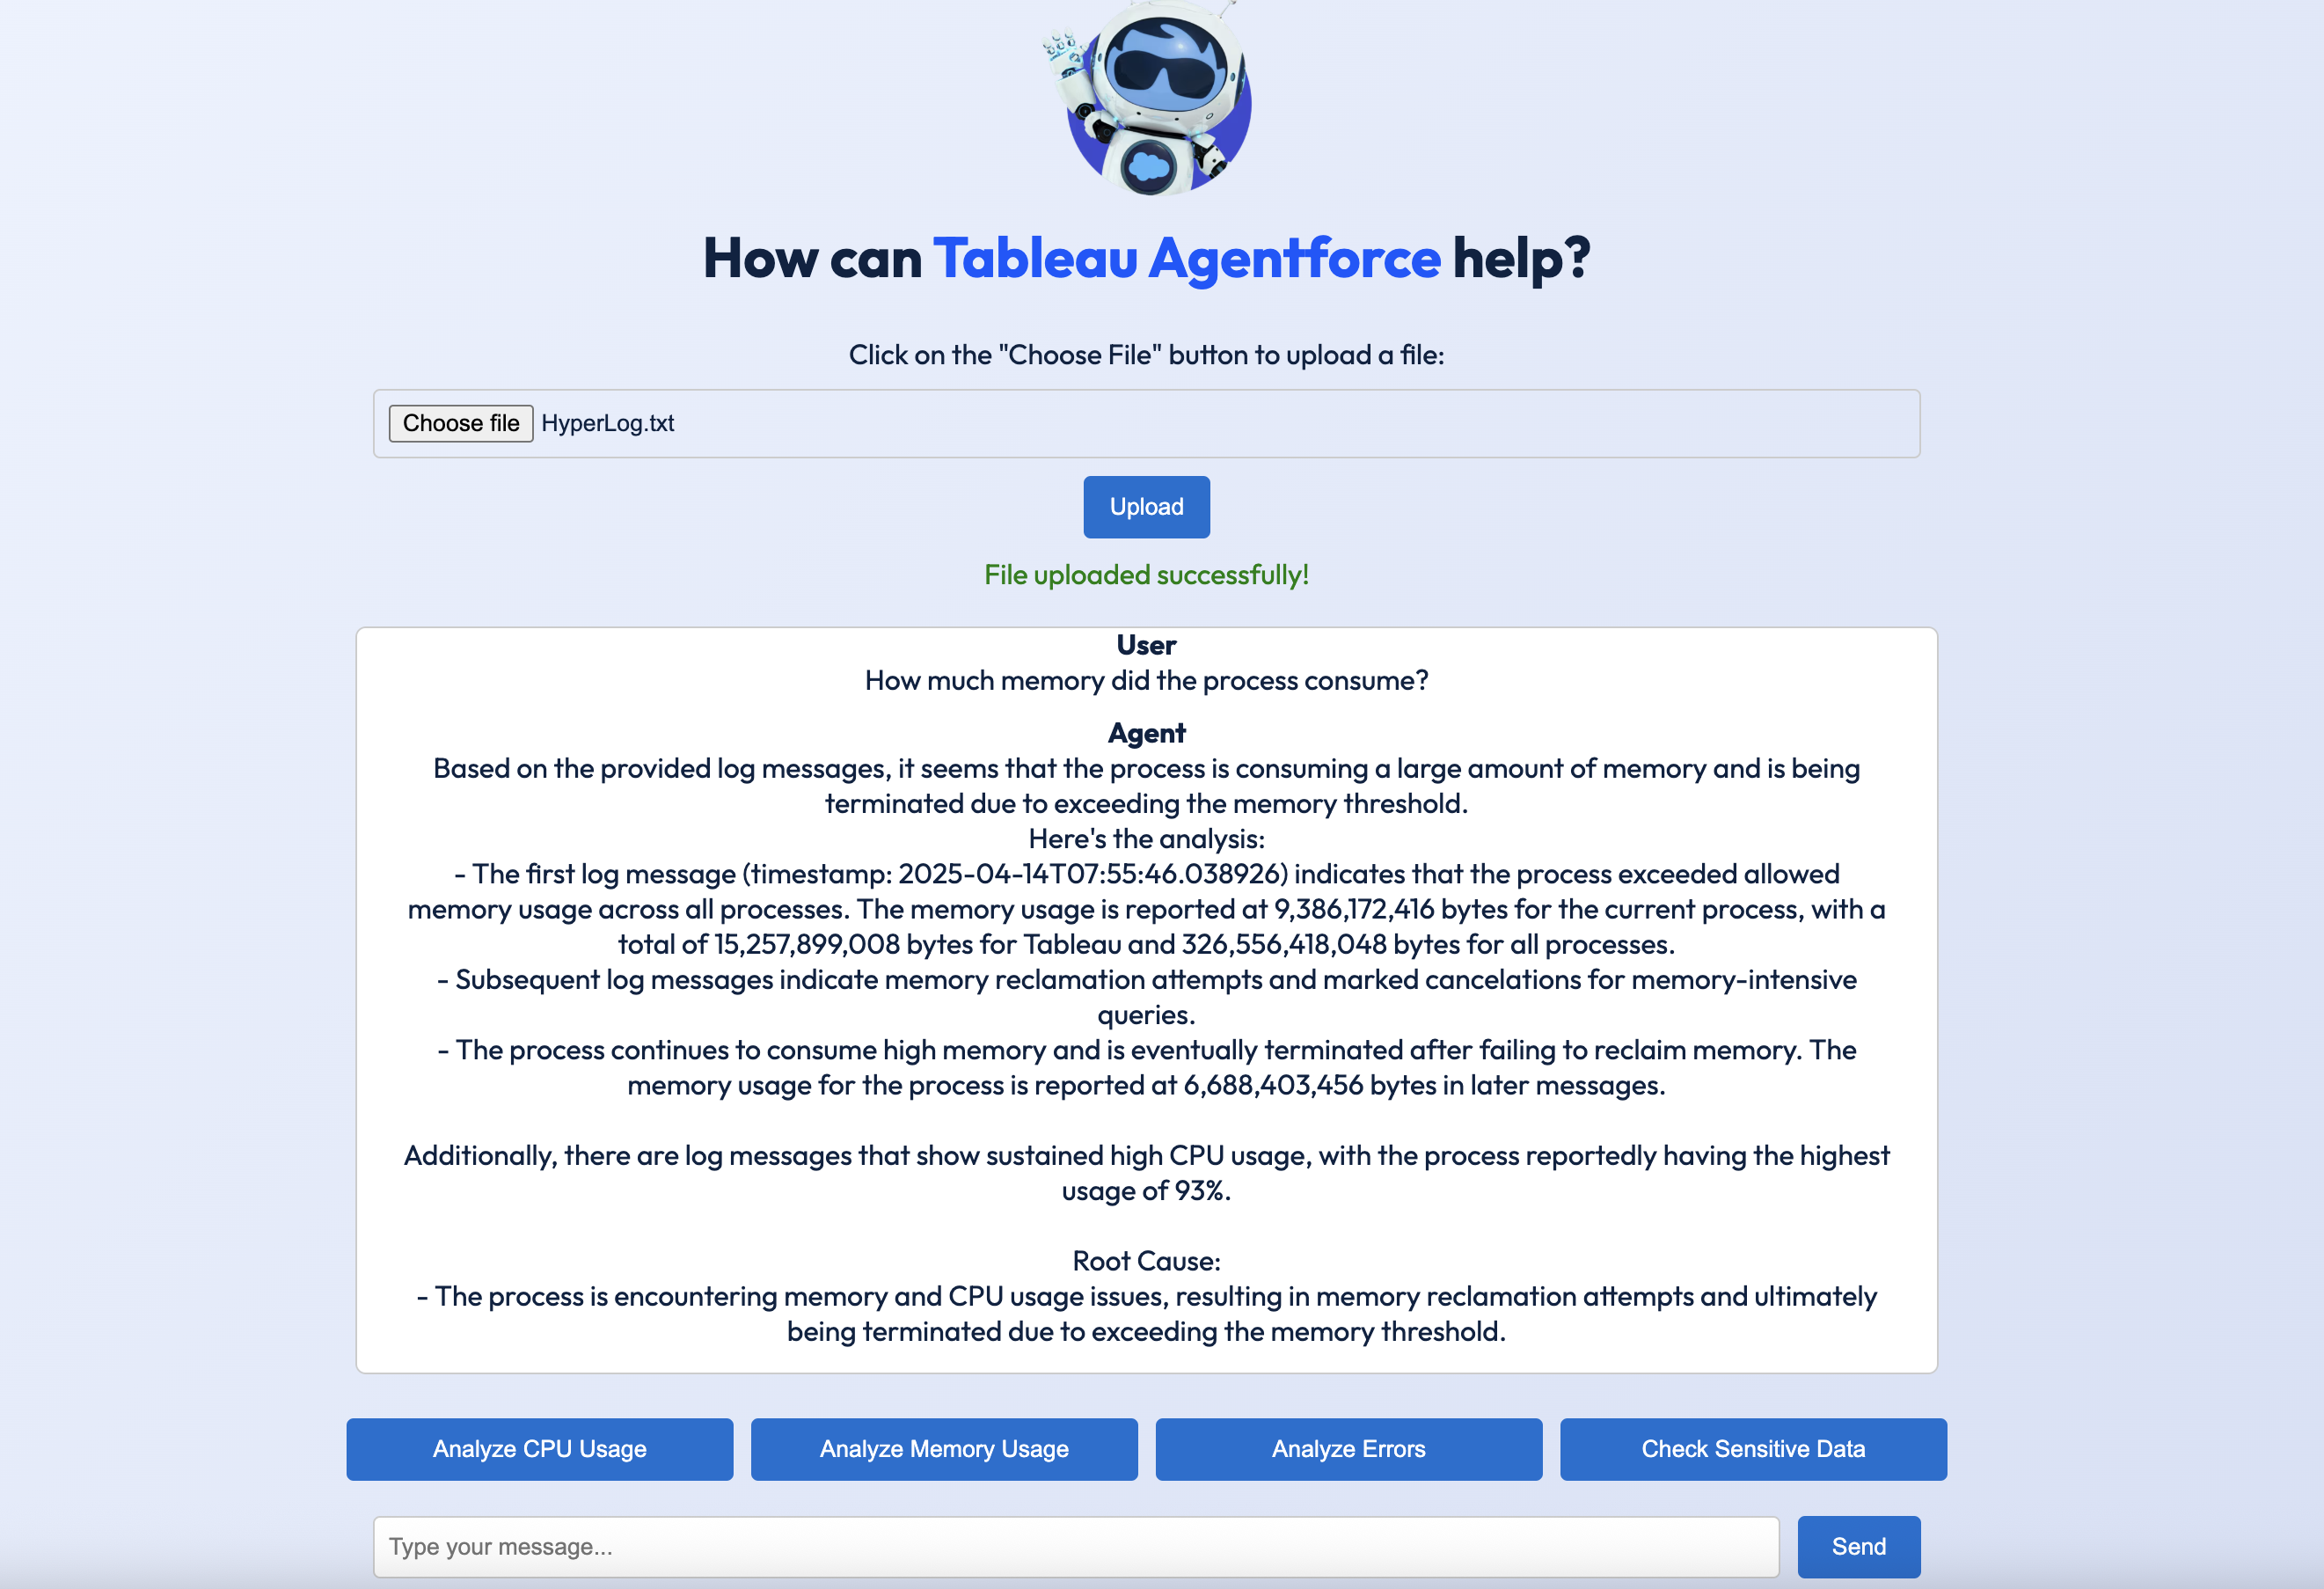 How can Tableau Agentforce help?
Click on the "Choose File" button to upload a file:
Choose file HyperLog.txt
Upload
File uploaded successfully!
User
How much memory did the process consume?
Agent
Based on the provided log messages, it seems that the process is consuming a large amount of memory and is being
terminated due to exceeding the memory threshold.
Here's the analysis:
- The first log message (timestamp: 2025-04-14T07:55:46.038926) indicates that the process exceeded allowed
memory usage across all processes. The memory usage is reported at 9,386,172,416 bytes for the current process, with a
total of 15,257,899,008 bytes for Tableau and 326,556,418,048 bytes for all processes.
- Subsequent log messages indicate memory reclamation attempts and marked cancelations for memory-intensive
queries.
- The process continues to consume high memory and is eventually terminated after failing to reclaim memory. The
memory usage for the process is reported at 6,688,403,456 bytes in later messages.
Additionally, there are log messages that show sustained high CPU usage, with the process reportedly having the highest
usage of 93%.
Root Cause:
- The process is encountering memory and CPU usage issues, resulting in memory reclamation attempts and ultimately
being terminated due to exceeding the memory threshold.
Analyze CPU Usage
Analyze Memory Usage
Analyze Errors
Check Sensitive Data
Type your message...
Send